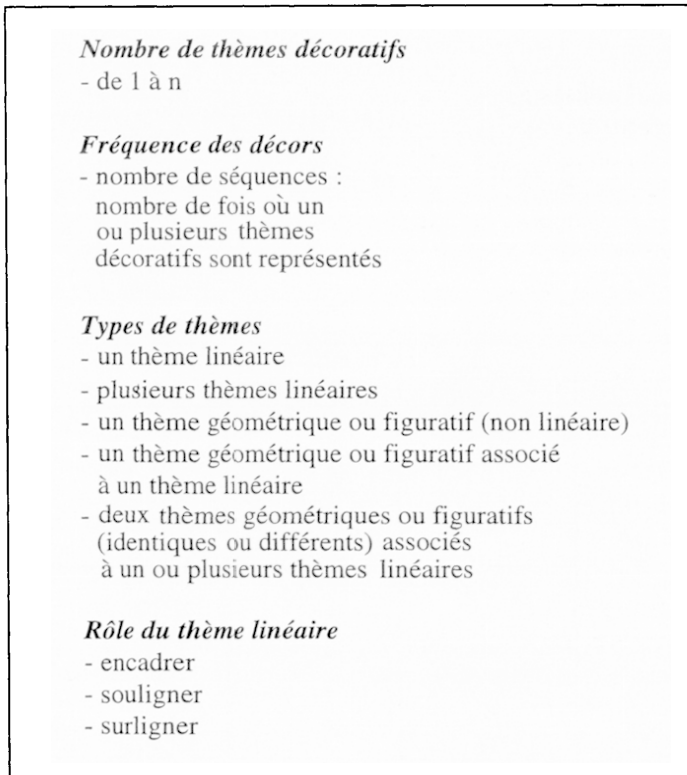 Nombre de thèmes décoratifs
- de 1 à n
Fréquence des décors
- nombre de séquences :
nombre de fois où un
ou plusieurs thèmes
décoratifs sont représentés
Types de thèmes
- un thème linéaire
- plusieurs thèmes linéaires
- un thème géométrique ou figuratif (non linéaire)
- un thème géométrique ou figuratif associé
à un thème linéaire
- deux thèmes géométriques ou figuratifs
(identiques ou différents) associés
à un ou plusieurs thèmes linéaires
Rôle du thème linéaire
- encadrer
- souligner
- surligner